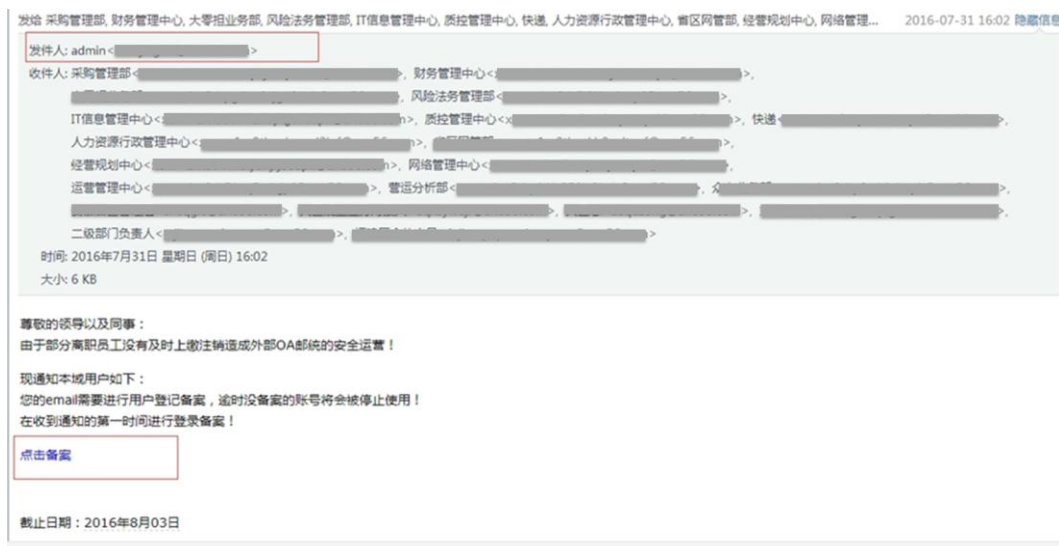 发给 采购管理部, 财务管理中心, 大零担业务部, 风险法务管理部, IT信息管理中心, 质控管理中心, 快递, 人力资源行政管理中心, 省区网管部, 经营规划中心, 网络管理... 2016-07-31 16:02 隐藏信息
发件人: admin< >
收件人: 采购管理部< >, 财务管理中心< >,
>, 风险法务管理部< >,
IT信息管理中心< >, 质控管理中心< >, 快递< >,
人力资源行政管理中心< >, >,
经营规划中心< >, 网络管理中心< >,
运营管理中心< >, 营运分析部< >, >,
>, >, >, >,
二级部门负责人< >, >
时间: 2016年7月31日 星期日 (周日) 16:02
大小: 6 KB
尊敬的领导以及同事：
由于部分离职员工没有及时上缴注销造成外部OA邮统的安全运营！
现通知本域用户如下：
您的email需要进行用户登记备案，逾时没备案的账号将会被停止使用！
在收到通知的第一时间进行登录备案！
点击备案
截止日期：2016年8月03日